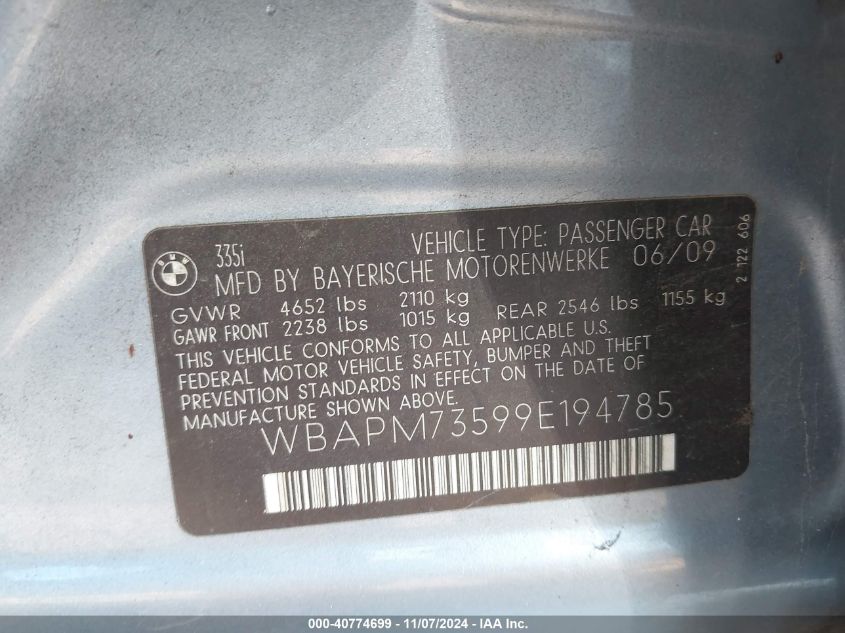 335i
VEHICLE TYPE: PASSENGER CAR
BMW
MFD BY BAYERISCHE MOTORENWERKE 06/09
GVWR 4652 lbs 2110 kg
GAWR FRONT 2238 lbs 1015 kg REAR 2546 lbs 1155 kg
THIS VEHICLE CONFORMS TO ALL APPLICABLE U.S.
FEDERAL MOTOR VEHICLE SAFETY, BUMPER AND THEFT
PREVENTION STANDARDS IN EFFECT ON THE DATE OF
MANUFACTURE SHOWN ABOVE.
WBAPM73599E194785
2 122 606
000-40774699 - 11/07/2024 - IAA Inc.